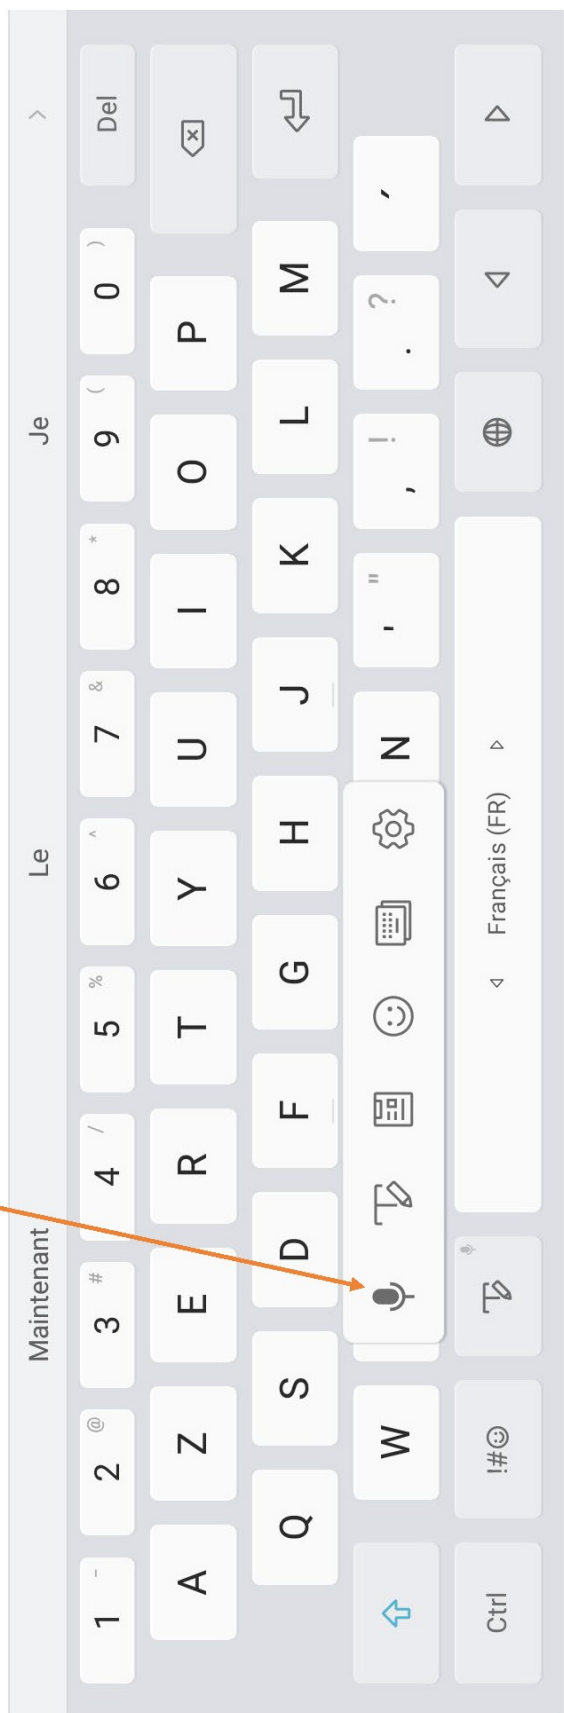 Maintenant Le Je
1 - 2 @ 3 # 4 / 5 % 6 ^ 7 & 8 * 9 ( 0 ) Del
A Z E R T Y U I O P
Q S D F G H J K L M
W N ' " , ! . ? ´
Ctrl !#☺ Français (FR)